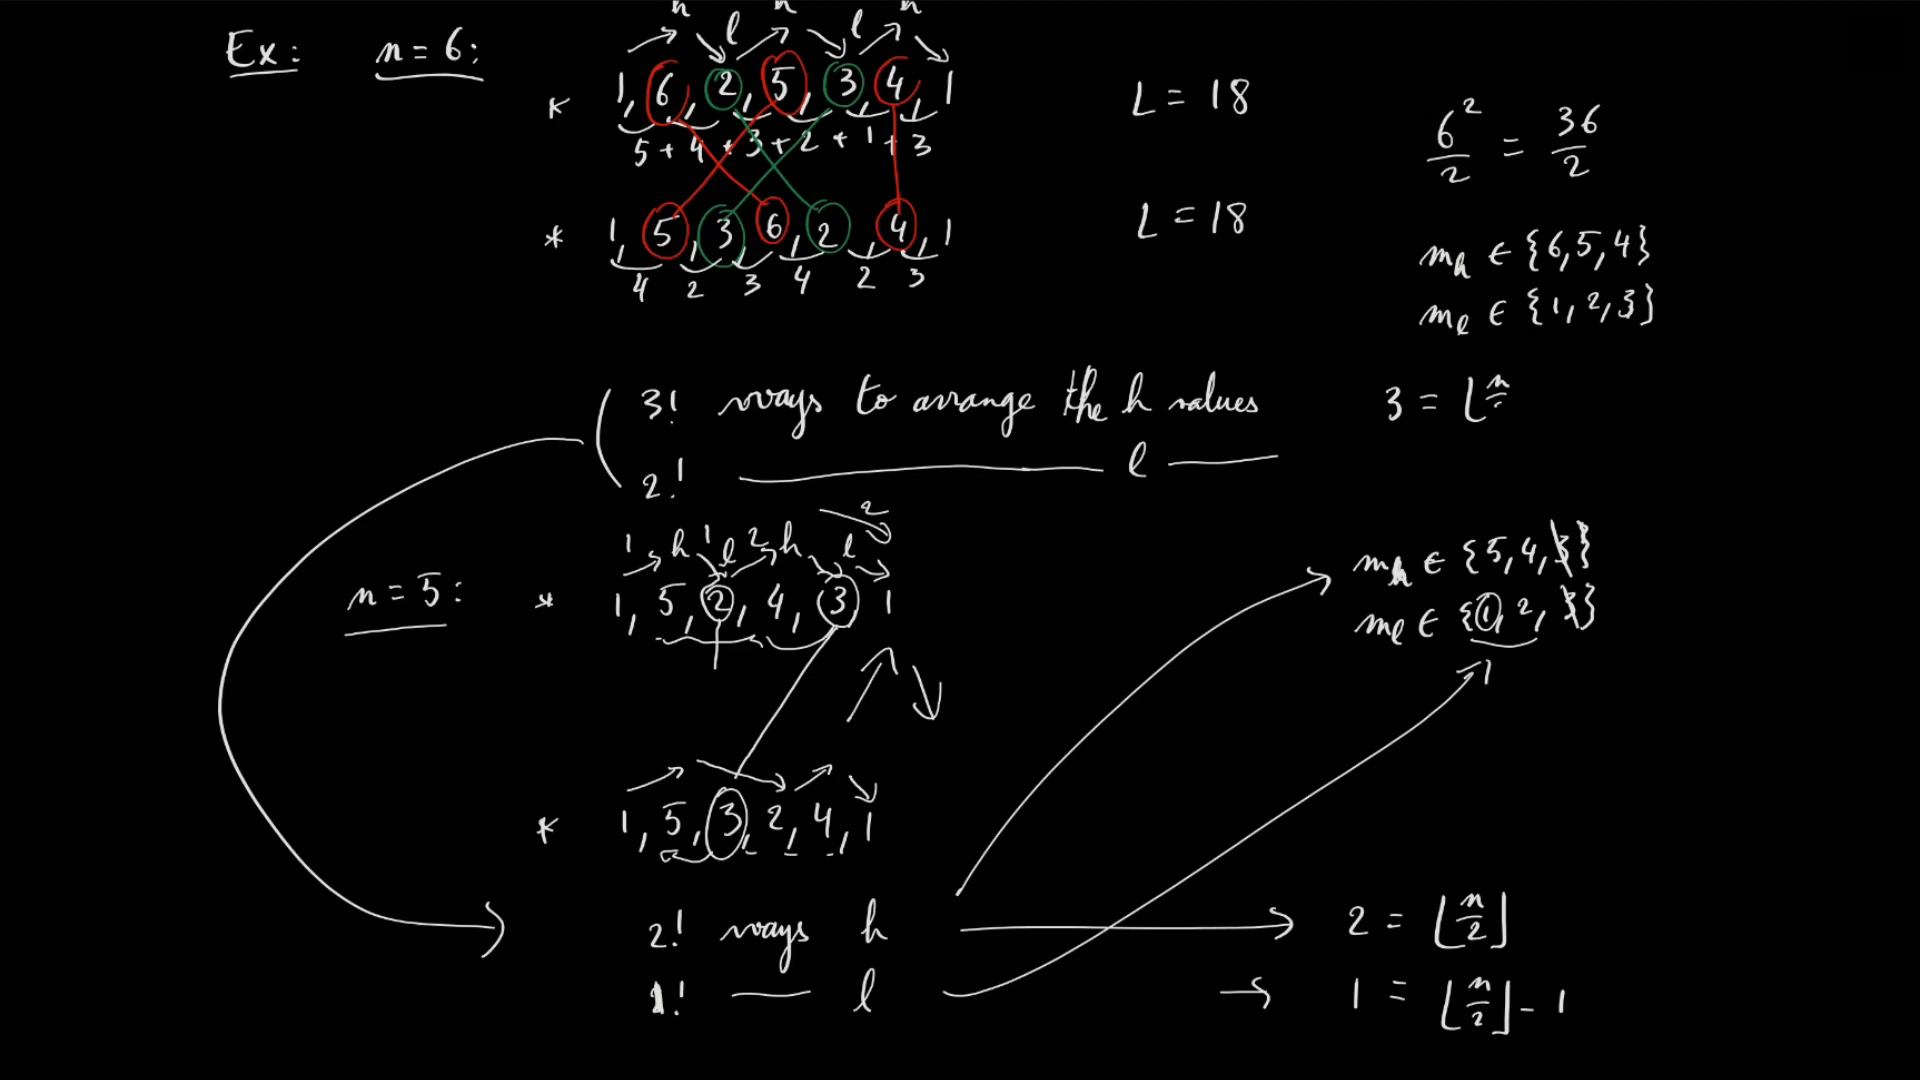 h l h l h
Ex: n = 6:
* 1, 6, 2, 5, 3, 4, 1 L = 18
5 + 4 + 3 + 2 + 1 + 3
6² / 2 = 36 / 2
* 1, 5, 3, 6, 2, 4, 1 L = 18
4 2 3 4 2 3
m_h ∈ {6,5,4}
m_l ∈ {1,2,3}
3! ways to arrange the h values
3 = ⌊n
2! l
2
1 h 1 l 2 h l
n = 5: * 1, 5, 2, 4, 3, 1
m_h ∈ {5,4,3}
m_l ∈ {1, 2, 3}
* 1, 5, 3, 2, 4, 1
2! ways h → 2 = ⌊n/2⌋
1! l → 1 = ⌊n/2⌋ - 1